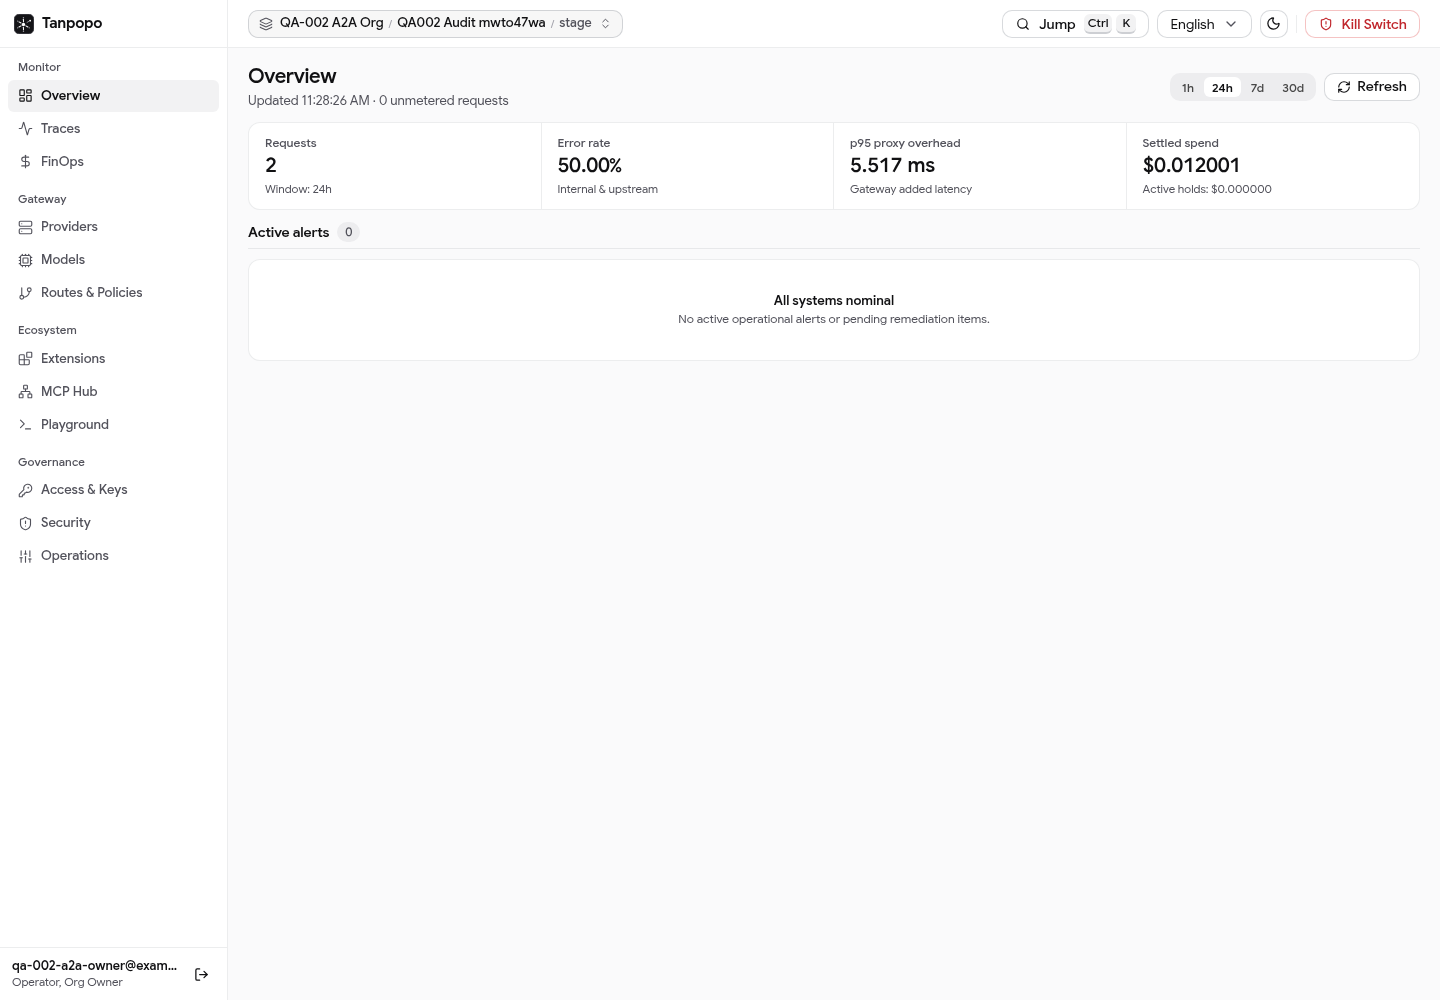 Tanpopo
QA-002 A2A Org / QA002 Audit mwto47wa / stage
Jump Ctrl K
English
Kill Switch
Monitor
Overview
Traces
FinOps
Gateway
Providers
Models
Routes & Policies
Ecosystem
Extensions
MCP Hub
Playground
Governance
Access & Keys
Security
Operations
qa-002-a2a-owner@exam...
Operator, Org Owner
Overview
Updated 11:28:26 AM · 0 unmetered requests
1h 24h 7d 30d
Refresh
Requests
2
Window: 24h
Error rate
50.00%
Internal & upstream
p95 proxy overhead
5.517 ms
Gateway added latency
Settled spend
$0.012001
Active holds: $0.000000
Active alerts 0
All systems nominal
No active operational alerts or pending remediation items.